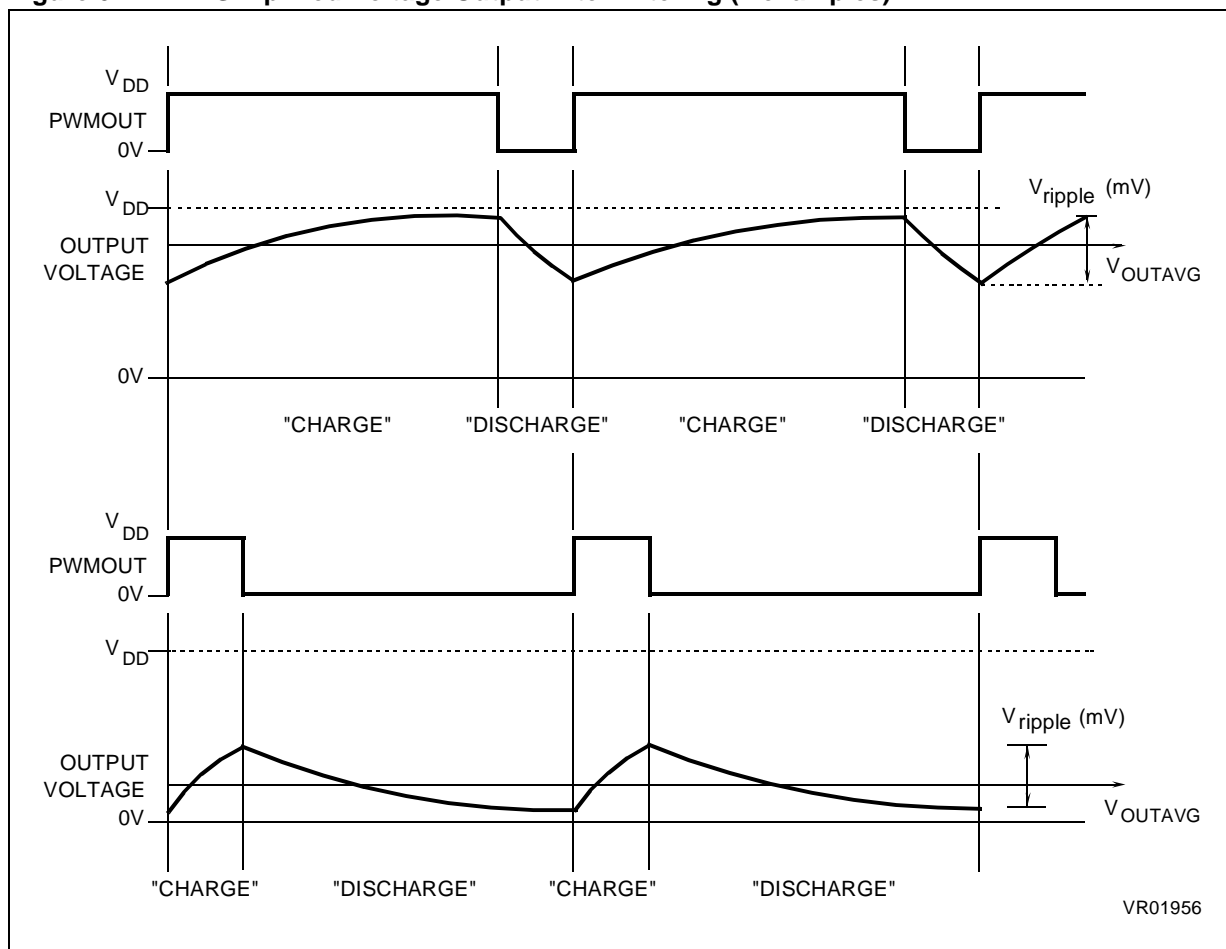 V DD
PWMOUT
0V
V DD
V ripple (mV)
OUTPUT
VOLTAGE
V OUTAVG
0V
"CHARGE" "DISCHARGE" "CHARGE" "DISCHARGE"
V DD
PWMOUT
0V
V DD
V ripple (mV)
OUTPUT
VOLTAGE
0V
V OUTAVG
"CHARGE" "DISCHARGE" "CHARGE" "DISCHARGE"
VR01956